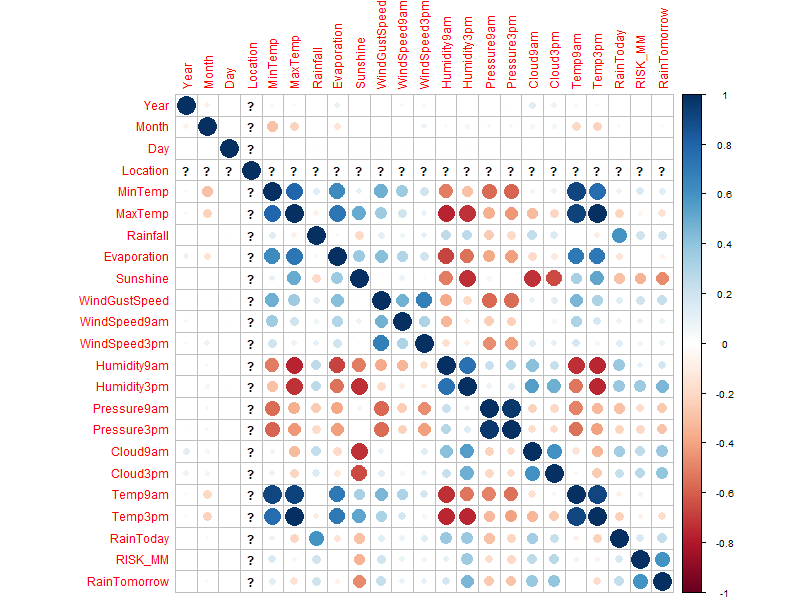 Year
Month
Day
Location
MinTemp
MaxTemp
Rainfall
Evaporation
Sunshine
WindGustSpeed
WindSpeed9am
WindSpeed3pm
Humidity9am
Humidity3pm
Pressure9am
Pressure3pm
Cloud9am
Cloud3pm
Temp9am
Temp3pm
RainToday
RISK_MM
RainTomorrow
Year ?
Month ?
Day ?
Location ? ? ? ? ? ? ? ? ? ? ? ? ? ? ? ? ? ? ? ? ? ?
MinTemp ?
MaxTemp ?
Rainfall ?
Evaporation ?
Sunshine ?
WindGustSpeed ?
WindSpeed9am ?
WindSpeed3pm ?
Humidity9am ?
Humidity3pm ?
Pressure9am ?
Pressure3pm ?
Cloud9am ?
Cloud3pm ?
Temp9am ?
Temp3pm ?
RainToday ?
RISK_MM ?
RainTomorrow ?
1
0.8
0.6
0.4
0.2
0
-0.2
-0.4
-0.6
-0.8
-1